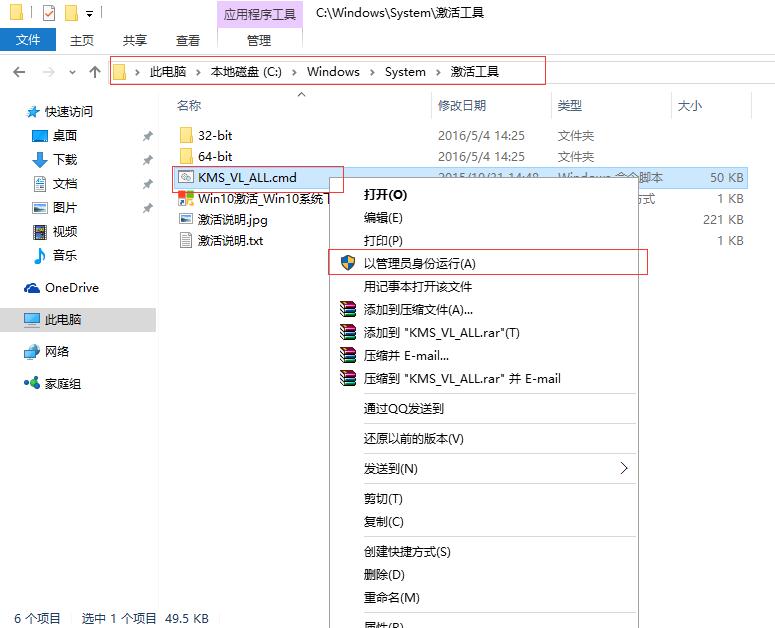 应用程序工具 C:\Windows\System\激活工具
文件 主页 共享 查看 管理
此电脑 本地磁盘 (C:) Windows System 激活工具
名称 修改日期 类型 大小
快速访问
桌面
下载
文档
图片
视频
音乐
OneDrive
此电脑
网络
家庭组
32-bit 2016/5/4 14:25 文件夹
64-bit 2016/5/4 14:25 文件夹
KMS_VL_ALL.cmd 2015/10/21 14:48 Windows 命令脚本 50 KB
Win10激活_Win10系统下 方式 1 KB
激活说明.jpg 221 KB
激活说明.txt 1 KB
打开(O)
编辑(E)
打印(P)
以管理员身份运行(A)
用记事本打开该文件
添加到压缩文件(A)...
添加到 "KMS_VL_ALL.rar"(T)
压缩并 E-mail...
压缩到 "KMS_VL_ALL.rar" 并 E-mail
通过QQ发送到
还原以前的版本(V)
发送到(N)
剪切(T)
复制(C)
创建快捷方式(S)
删除(D)
重命名(M)
属性(R)
6 个项目 选中 1 个项目 49.5 KB